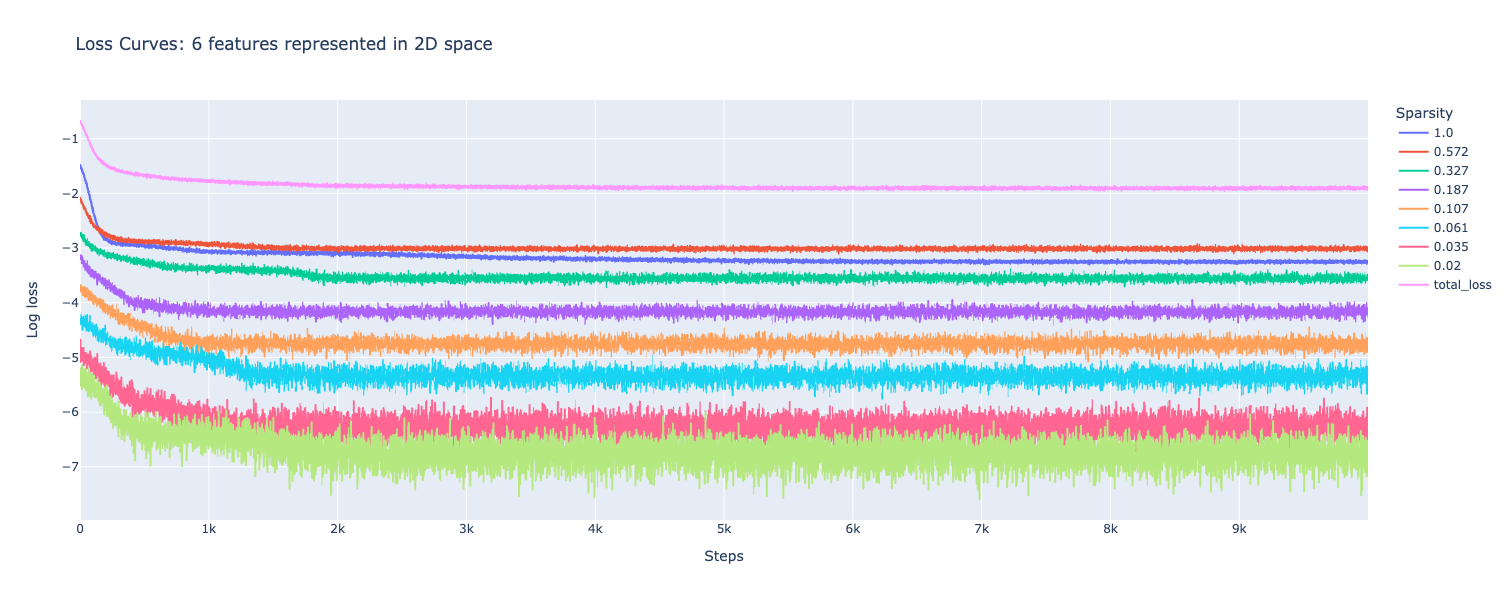 Loss Curves: 6 features represented in 2D space
Sparsity
1.0
0.572
0.327
0.187
0.107
0.061
0.035
0.02
total_loss
−1
−2
−3
−4
−5
−6
−7
Log loss
0 1k 2k 3k 4k 5k 6k 7k 8k 9k
Steps